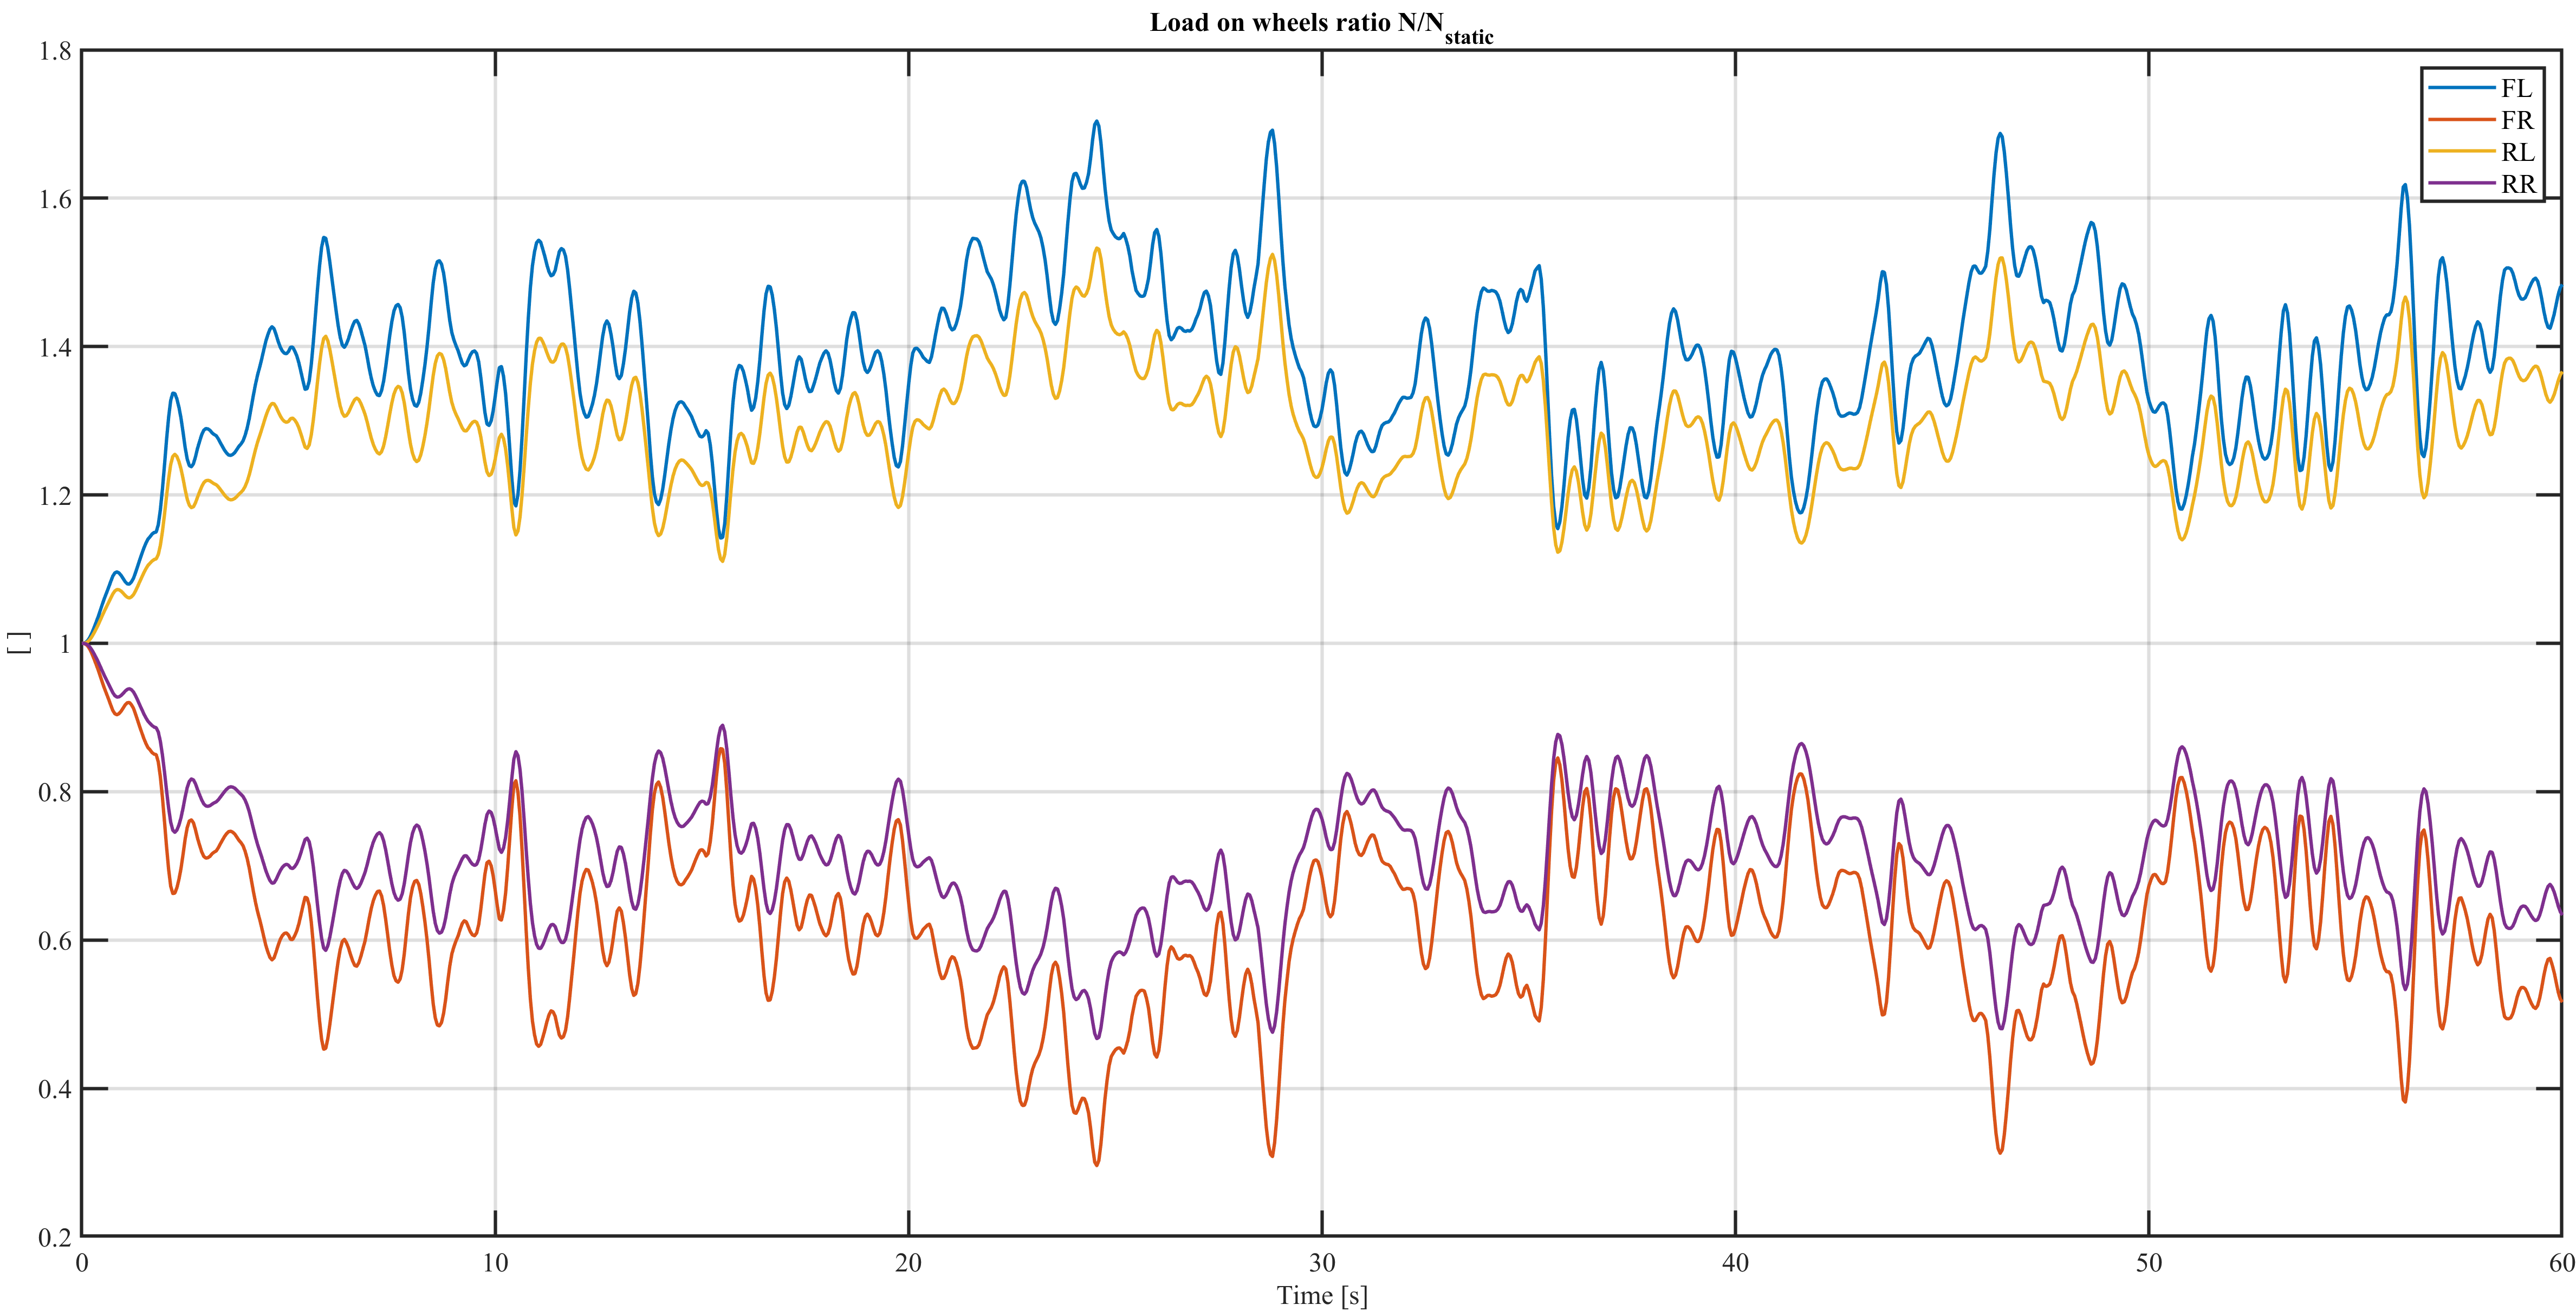 Load on wheels ratio N/N_static
1.8
1.6
1.4
1.2
1
0.8
0.6
0.4
0.2
[ ]
FL
FR
RL
RR
0 10 20 30 40 50 60
Time [s]